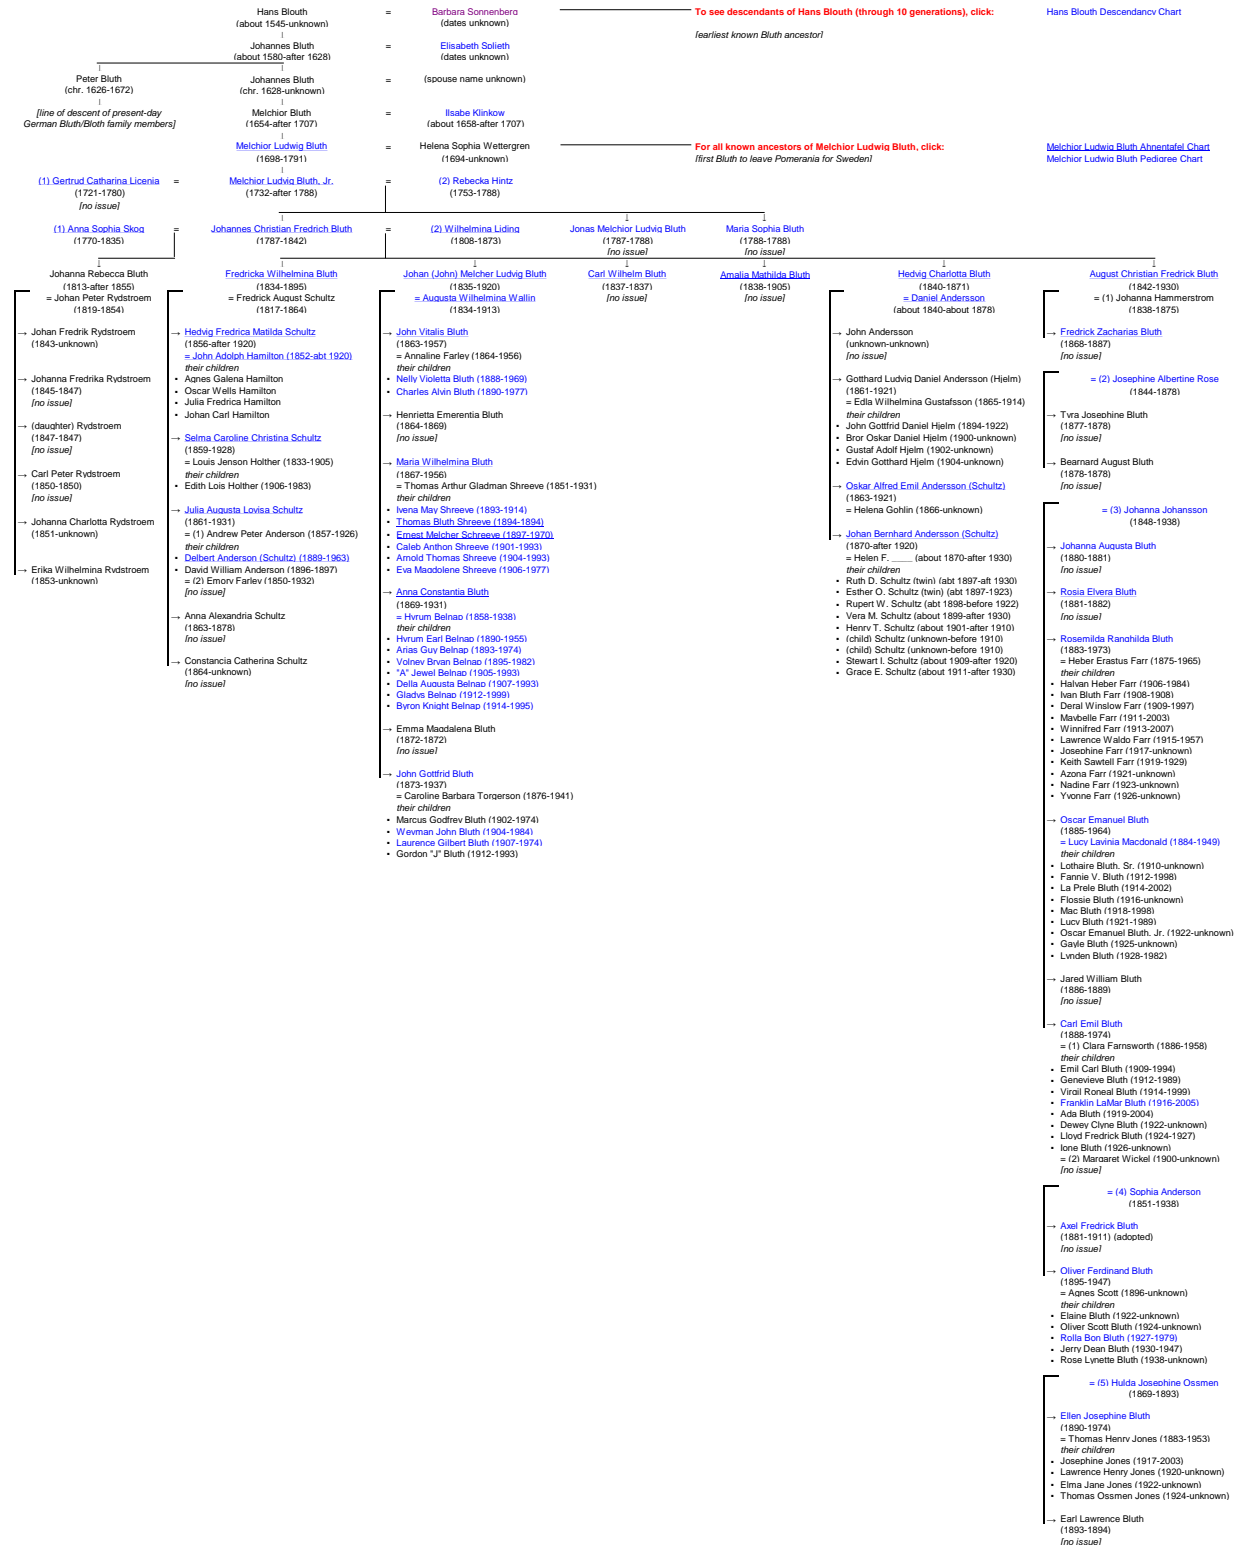 Hans Blouth = Barbara Sonnenberg To see descendants of Hans Blouth (through 10 generations), click: Hans Blouth Descendancy Chart
(about 1545-unknown) (dates unknown)
[earliest known Bluth ancestor]
Johannes Bluth = Elisabeth Splieth
(about 1580-after 1628) (dates unknown)
Peter Bluth Johannes Bluth = (spouse name unknown)
(chr. 1626-1672) (chr. 1628-unknown)
[line of descent of present-day Melchior Bluth = Ilsabe Klinkow
German Bluth/Bloth family members] (1654-after 1707) (about 1658-after 1707)
Melchior Ludwig Bluth = Helena Sophia Wettergren For all known ancestors of Melchior Ludwig Bluth, click: Melchior Ludwig Bluth Ahnentafel Chart
(1698-1791) (1694-unknown) [first Bluth to leave Pomerania for Sweden] Melchior Ludwig Bluth Pedigree Chart
(1) Gertrud Catharina Licenia = Melchior Ludvig Bluth, Jr. = (2) Rebecka Hintz
(1721-1780) (1732-after 1788) (1753-1788)
[no issue]
(1) Anna Sophia Skog = Johannes Christian Fredrich Bluth = (2) Wilhelmina Liding Jonas Melchior Ludvig Bluth Maria Sophia Bluth
(1770-1835) (1787-1842) (1808-1873) (1787-1788) (1788-1788)
[no issue] [no issue]
Johanna Rebecca Bluth Fredricka Wilhelmina Bluth Johan (John) Melcher Ludvig Bluth Carl Wilhelm Bluth Amalia Mathilda Bluth Hedvig Charlotta Bluth August Christian Fredrick Bluth
(1813-after 1855) (1834-1895) (1835-1920) (1837-1837) (1838-1905) (1840-1871) (1842-1930)
= Johan Peter Rydstroem = Fredrick August Schultz = Augusta Wilhelmina Wallin [no issue] [no issue] = Daniel Andersson = (1) Johanna Hammerstrom
(1819-1854) (1817-1864) (1834-1913) (about 1840-about 1878) (1838-1875)
→ Johan Fredrik Rydstroem
(1843-unknown)
→ Johanna Fredrika Rydstroem
(1845-1847)
[no issue]
→ (daughter) Rydstroem
(1847-1847)
[no issue]
→ Carl Peter Rydstroem
(1850-1850)
[no issue]
→ Johanna Charlotta Rydstroem
(1851-unknown)
→ Erika Wilhelmina Rydstroem
(1853-unknown)
→ Hedvig Fredrica Matilda Schultz
(1856-after 1920)
= John Adolph Hamilton (1852-abt 1920)
their children
• Agnes Galena Hamilton
• Oscar Wells Hamilton
• Julia Fredrica Hamilton
• Johan Carl Hamilton
→ Selma Caroline Christina Schultz
(1859-1928)
= Louis Jenson Holther (1833-1905)
their children
• Edith Lois Holther (1906-1983)
→ Julia Augusta Lovisa Schultz
(1861-1931)
= (1) Andrew Peter Anderson (1857-1926)
their children
• Delbert Anderson (Schultz) (1889-1963)
• David William Anderson (1896-1897)
= (2) Emory Farley (1850-1932)
[no issue]
→ Anna Alexandria Schultz
(1863-1878)
[no issue]
→ Constancia Catherina Schultz
(1864-unknown)
[no issue]
→ John Vitalis Bluth
(1863-1957)
= Annaline Farley (1864-1956)
• Nelly Violetta Bluth (1888-1969)
• Charles Alvin Bluth (1890-1977)
→ Henrietta Emerentia Bluth
(1864-1869)
[no issue]
→ Maria Wilhelmina Bluth
(1867-1956)
= Thomas Arthur Gladman Shreeve (1851-1931)
their children
• Ivena May Shreeve (1893-1914)
• Thomas Bluth Shreeve (1894-1894)
• Ernest Melcher Schreeve (1897-1970)
• Caleb Anthon Shreeve (1901-1993)
• Arnold Thomas Shreeve (1904-1993)
• Eva Magdolene Shreeve (1906-1977)
→ Anna Constantia Bluth
(1869-1931)
= Hyrum Belnap (1858-1938)
their children
• Hyrum Earl Belnap (1890-1955)
• Arias Guy Belnap (1893-1974)
• Volney Bryan Belnap (1895-1982)
• "A" Jewel Belnap (1905-1993)
• Della Augusta Belnap (1907-1993)
• Gladys Belnap (1912-1999)
• Byron Knight Belnap (1914-1995)
→ Emma Magdalena Bluth
(1872-1872)
[no issue]
→ John Gottfrid Bluth
(1873-1937)
= Caroline Barbara Torgerson (1876-1941)
their children
• Marcus Godfrey Bluth (1902-1974)
• Weyman John Bluth (1904-1984)
• Laurence Gilbert Bluth (1907-1974)
• Gordon "J" Bluth (1912-1993)
→ John Andersson
(unknown-unknown)
[no issue]
→ Gotthard Ludvig Daniel Andersson (Hjelm)
(1861-1921)
= Edla Wilhelmina Gustafsson (1865-1914)
their children
• John Gottfrid Daniel Hjelm (1894-1922)
• Bror Oskar Daniel Hjelm (1900-unknown)
• Gustaf Adolf Hjelm (1902-unknown)
• Edvin Gotthard Hjelm (1904-unknown)
→ Oskar Alfred Emil Andersson (Schultz)
(1863-1921)
= Helena Gohlin (1866-unknown)
→ Johan Bernhard Andersson (Schultz)
(1870-after 1920)
= Helen F. ____ (about 1870-after 1930)
their children
• Ruth D. Schultz (twin) (abt 1897-aft 1930)
• Esther O. Schultz (twin) (abt 1897-1923)
• Rupert W. Schultz (abt 1898-before 1922)
• Vera M. Schultz (about 1899-after 1930)
• Henry T. Schultz (about 1901-after 1910)
• (child) Schultz (unknown-before 1910)
• (child) Schultz (unknown-before 1910)
• Stewart I. Schultz (about 1909-after 1920)
• Grace E. Schultz (about 1911-after 1930)
→ Fredrick Zacharias Bluth
(1868-1887)
[no issue]
= (2) Josephine Albertine Rose
(1844-1878)
→ Tyra Josephine Bluth
(1877-1878)
[no issue]
→ Bearnard August Bluth
(1878-1878)
[no issue]
= (3) Johanna Johansson
(1848-1938)
→ Johanna Augusta Bluth
(1880-1881)
[no issue]
→ Rosia Elvera Bluth
(1881-1882)
[no issue]
→ Rosemilda Ranghilda Bluth
(1883-1973)
= Heber Erastus Farr (1875-1965)
their children
• Halvan Heber Farr (1906-1984)
• Ivan Bluth Farr (1908-1908)
• Deral Winslow Farr (1909-1997)
• Maybelle Farr (1911-2003)
• Winnifred Farr (1913-2007)
• Lawrence Waldo Farr (1915-1957)
• Josephine Farr (1917-unknown)
• Keith Sawtell Farr (1919-1929)
• Azona Farr (1921-unknown)
• Nadine Farr (1923-unknown)
• Yvonne Farr (1926-unknown)
→ Oscar Emanuel Bluth
(1885-1964)
= Lucy Lavinia Macdonald (1884-1949)
their children
• Lothaire Bluth, Sr. (1910-unknown)
• Fannie V. Bluth (1912-1998)
• La Prele Bluth (1914-2002)
• Flossie Bluth (1916-unknown)
• Mac Bluth (1918-1998)
• Lucy Bluth (1921-1989)
• Oscar Emanuel Bluth, Jr. (1922-unknown)
• Gayle Bluth (1925-unknown)
• Lynden Bluth (1928-1982)
→ Jared William Bluth
(1886-1889)
[no issue]
→ Carl Emil Bluth
(1888-1974)
= (1) Clara Farnsworth (1886-1958)
their children
• Emil Carl Bluth (1909-1994)
• Genevieve Bluth (1912-1989)
• Virgil Roneal Bluth (1914-1999)
• Franklin LaMar Bluth (1916-2005)
• Ada Bluth (1919-2004)
• Dewey Clyne Bluth (1922-unknown)
• Lloyd Fredrick Bluth (1924-1927)
• Ione Bluth (1926-unknown)
= (2) Margaret Wickel (1900-unknown)
[no issue]
= (4) Sophia Anderson
(1851-1938)
→ Axel Fredrick Bluth
(1881-1911) (adopted)
[no issue]
→ Oliver Ferdinand Bluth
(1895-1947)
= Agnes Scott (1896-unknown)
their children
• Elaine Bluth (1922-unknown)
• Oliver Scott Bluth (1924-unknown)
• Rolla Bon Bluth (1927-1979)
• Jerry Dean Bluth (1930-1947)
• Rose Lynette Bluth (1938-unknown)
= (5) Hulda Josephine Ossmen
(1869-1893)
→ Ellen Josephine Bluth
(1890-1974)
= Thomas Henry Jones (1883-1953)
their children
• Josephine Jones (1917-2003)
• Lawrence Henry Jones (1920-unknown)
• Elma Jane Jones (1922-unknown)
• Thomas Ossmen Jones (1924-unknown)
→ Earl Lawrence Bluth
(1893-1894)
[no issue]